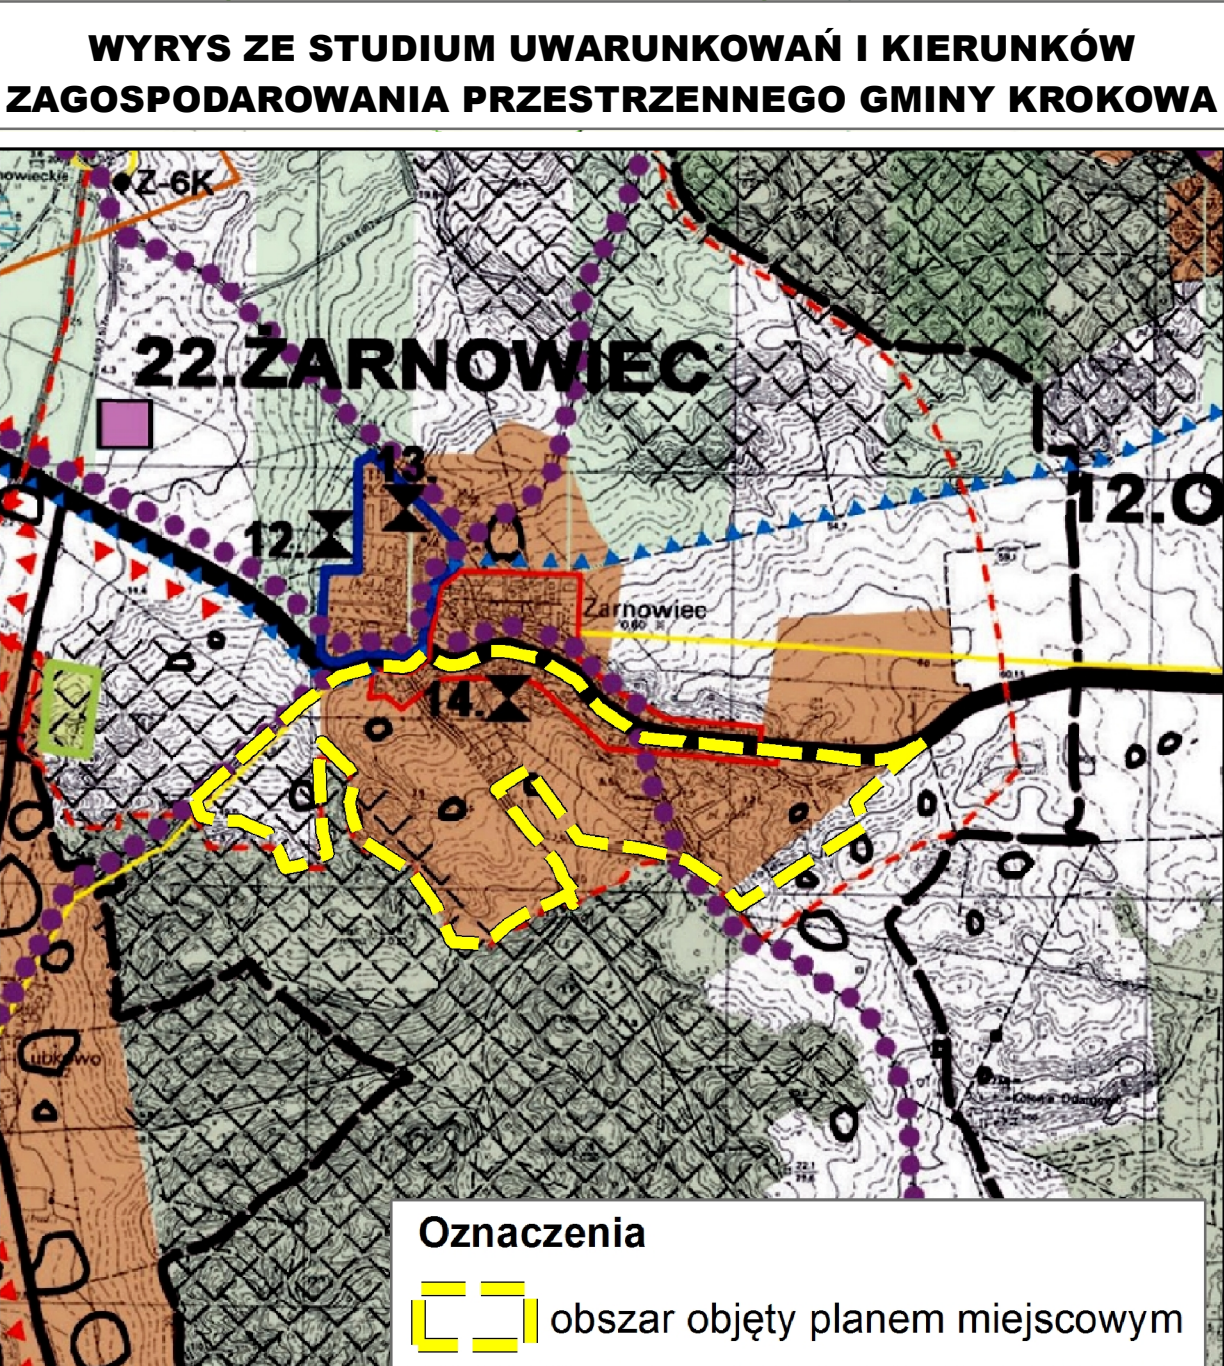 WYRYS ZE STUDIUM UWARUNKOWAŃ I KIERUNKÓW
ZAGOSPODAROWANIA PRZESTRZENNEGO GMINY KROKOWA
Z-6K
22.ŻARNOWIEC
13.
12.
12.O
Żarnowiec
14.
Lubkowo
Oznaczenia
obszar objęty planem miejscowym